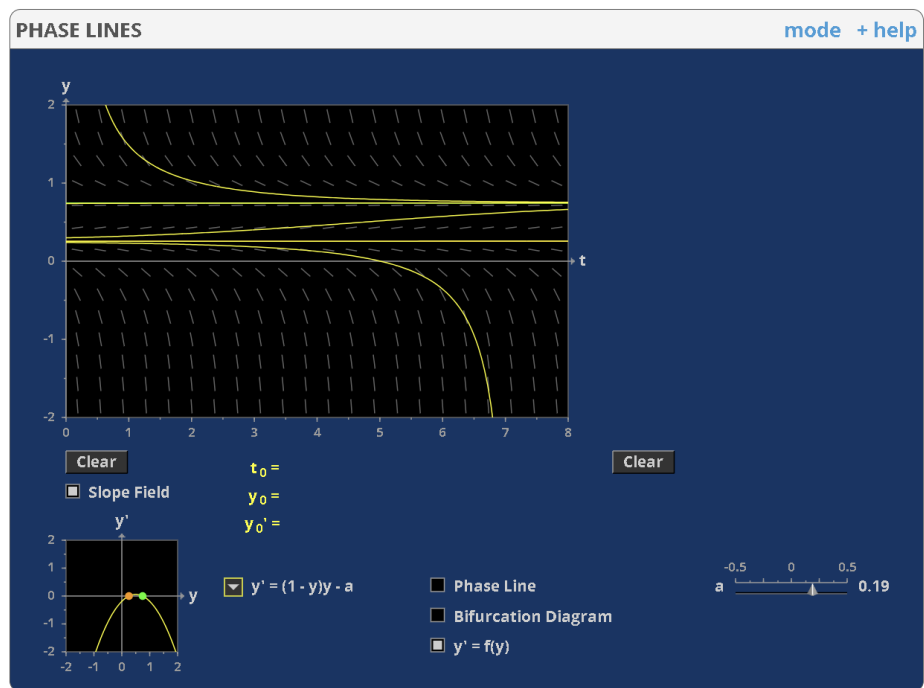 PHASE LINES mode + help
y
2
1
0 t
-1
-2
0 1 2 3 4 5 6 7 8
Clear Clear
t0 =
Slope Field
y0 =
y' y0' =
2
1
0 y
-1
-2
-2 -1 0 1 2
y' = (1 - y)y - a
Phase Line
Bifurcation Diagram
y' = f(y)
-0.5 0 0.5
a 0.19